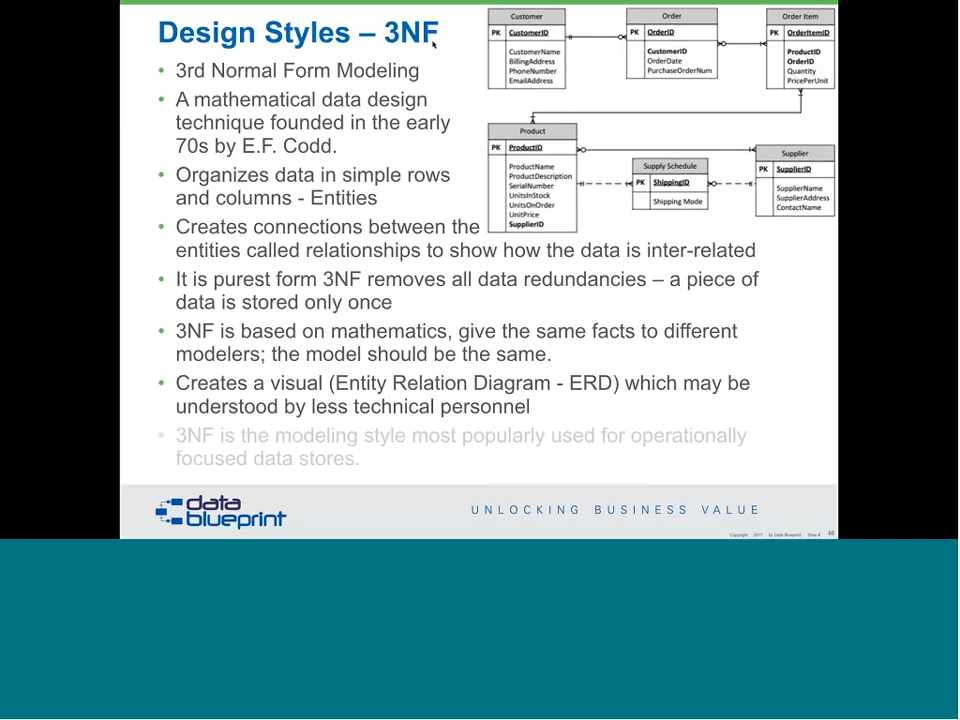 Design Styles – 3NF
• 3rd Normal Form Modeling
• A mathematical data design
technique founded in the early
70s by E.F. Codd.
• Organizes data in simple rows
and columns - Entities
• Creates connections between the
entities called relationships to show how the data is inter-related
• It is purest form 3NF removes all data redundancies – a piece of
data is stored only once
• 3NF is based on mathematics, give the same facts to different
modelers; the model should be the same.
• Creates a visual (Entity Relation Diagram - ERD) which may be
understood by less technical personnel
• 3NF is the modeling style most popularly used for operationally
focused data stores.
Customer
PK CustomerID
CustomerName
BillingAddress
PhoneNumber
EmailAddress
Order
PK OrderID
CustomerID
OrderDate
PurchaseOrderNum
Order Item
PK OrderItemID
ProductID
OrderID
Quantity
PricePerUnit
Product
PK ProductID
ProductName
ProductDescription
SerialNumber
UnitsInStock
UnitsOnOrder
UnitPrice
SupplierID
Supply Schedule
PK ShippingID
Shipping Mode
Supplier
PK SupplierID
SupplierName
SupplierAddress
ContactName
data
blueprint
UNLOCKING BUSINESS VALUE
Copyright 2017 by Data Blueprint Slide #